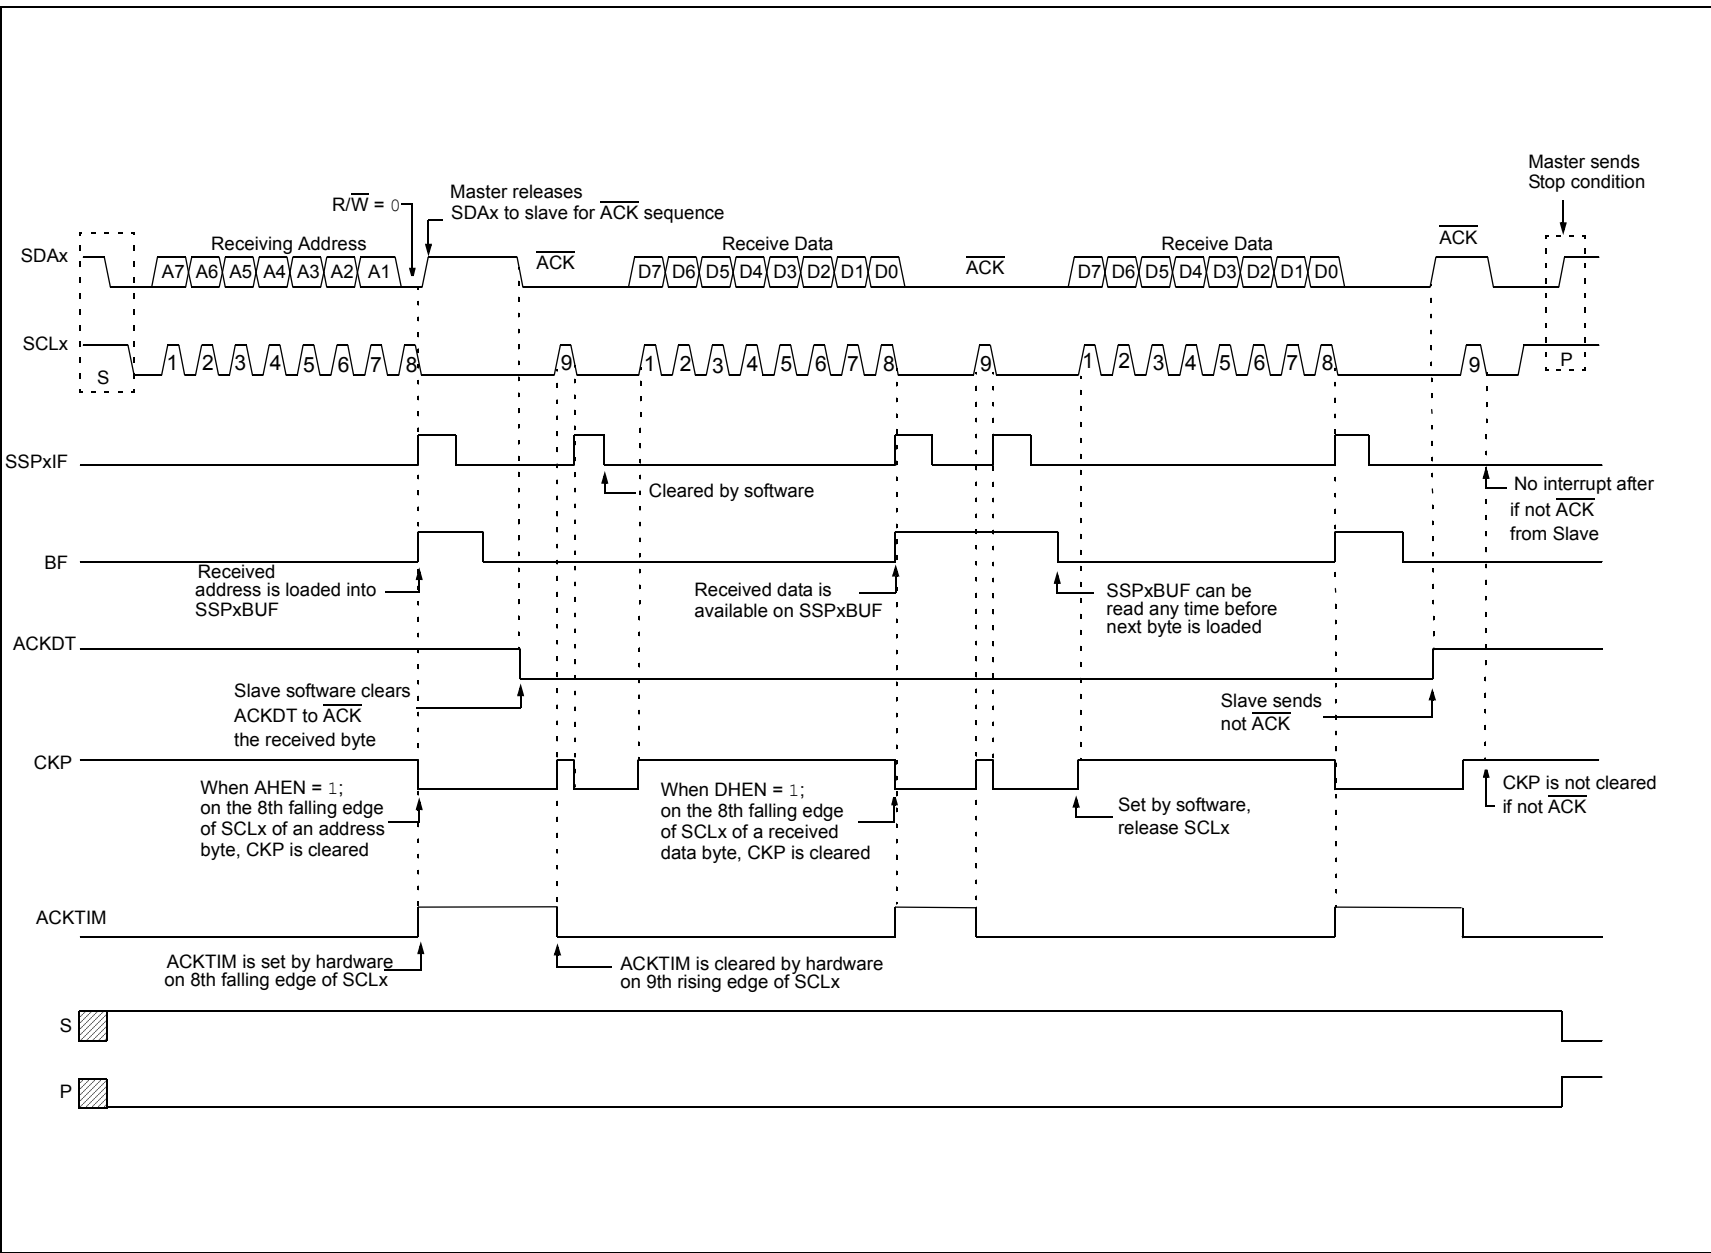 Master sends
Stop condition
R/W̅ = 0
Master releases
SDAx to slave for A̅C̅K̅ sequence
SDAx
Receiving Address
A7 A6 A5 A4 A3 A2 A1
A̅C̅K̅
Receive Data
D7 D6 D5 D4 D3 D2 D1 D0
A̅C̅K̅
Receive Data
D7 D6 D5 D4 D3 D2 D1 D0
A̅C̅K̅
SCLx
S
1 2 3 4 5 6 7 8 9 1 2 3 4 5 6 7 8 9 1 2 3 4 5 6 7 8 9
P
SSPxIF
Cleared by software
No interrupt after
if not A̅C̅K̅
from Slave
BF
Received
address is loaded into
SSPxBUF
Received data is
available on SSPxBUF
SSPxBUF can be
read any time before
next byte is loaded
ACKDT
Slave software clears
ACKDT to A̅C̅K̅
the received byte
Slave sends
not A̅C̅K̅
CKP
When AHEN = 1;
on the 8th falling edge
of SCLx of an address
byte, CKP is cleared
When DHEN = 1;
on the 8th falling edge
of SCLx of a received
data byte, CKP is cleared
Set by software,
release SCLx
CKP is not cleared
if not A̅C̅K̅
ACKTIM
ACKTIM is set by hardware
on 8th falling edge of SCLx
ACKTIM is cleared by hardware
on 9th rising edge of SCLx
S
P